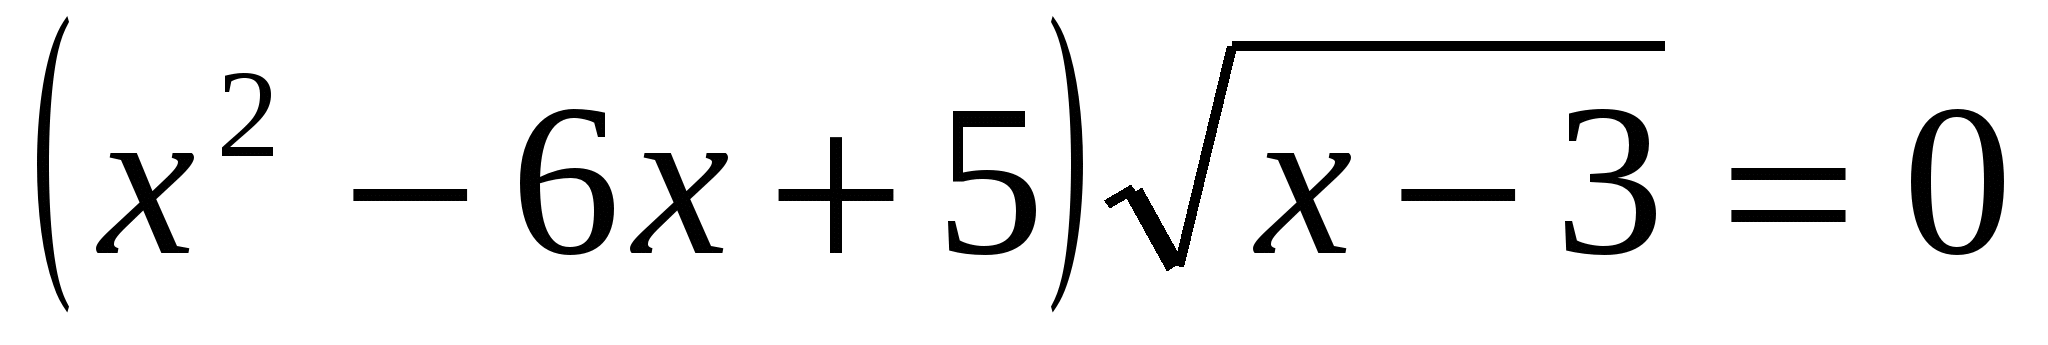 (x² − 6x + 5)√(x − 3) = 0